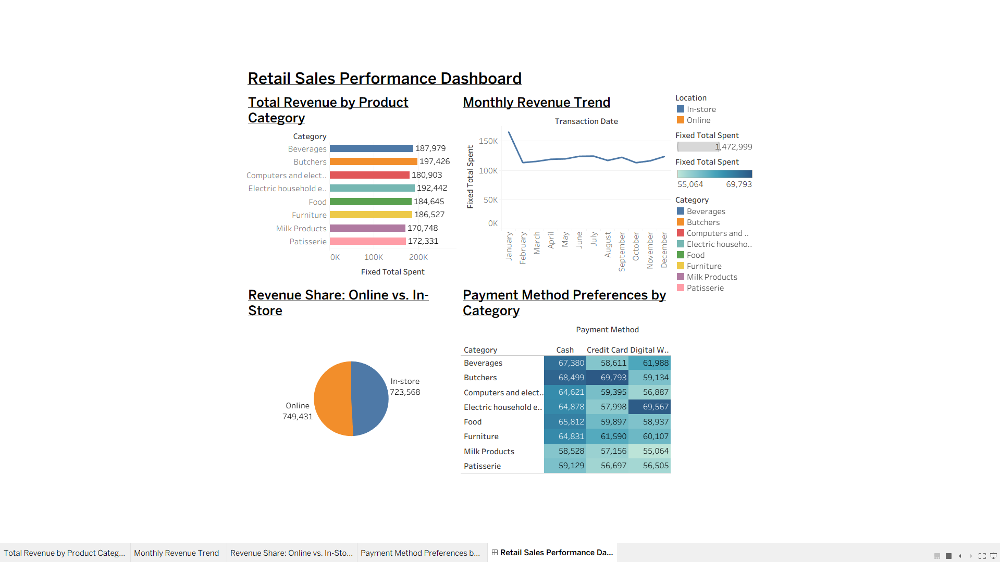 Retail Sales Performance Dashboard
Total Revenue by Product
Category
Category
Beverages 187,979
Butchers 197,426
Computers and elect.. 180,903
Electric household e.. 192,442
Food 184,645
Furniture 186,527
Milk Products 170,748
Patisserie 172,331
0K 100K 200K
Fixed Total Spent
Monthly Revenue Trend
Transaction Date
Fixed Total Spent
150K
100K
50K
0K
January
February
March
April
May
June
July
August
September
October
November
December
Location
In-store
Online
Fixed Total Spent
1,472,999
Fixed Total Spent
55,064 69,793
Category
Beverages
Butchers
Computers and ..
Electric househo..
Food
Furniture
Milk Products
Patisserie
Revenue Share: Online vs. In-
Store
In-store
723,568
Online
749,431
Payment Method Preferences by
Category
Payment Method
Category Cash Credit Card Digital W..
Beverages 67,380 58,611 61,988
Butchers 68,499 69,793 59,134
Computers and elect.. 64,621 59,395 56,887
Electric household e.. 64,878 57,998 69,567
Food 65,812 59,897 58,937
Furniture 64,831 61,590 60,107
Milk Products 58,528 57,156 55,064
Patisserie 59,129 56,697 56,505
Total Revenue by Product Categ... Monthly Revenue Trend Revenue Share: Online vs. In-Sto... Payment Method Preferences b... Retail Sales Performance Da...